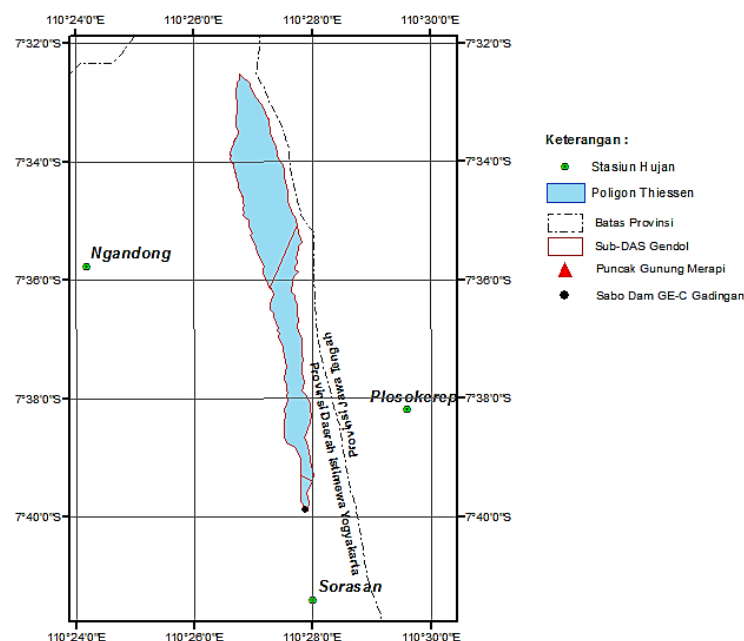 110°24'0"E 110°26'0"E 110°28'0"E 110°30'0"E
7°32'0"S 7°32'0"S
7°34'0"S 7°34'0"S
Ngandong
7°36'0"S 7°36'0"S
7°38'0"S 7°38'0"S
Plosokerep
Provinsi Jawa Tengah
Provinsi Daerah Istimewa Yogyakarta
7°40'0"S 7°40'0"S
Sorasan
110°24'0"E 110°26'0"E 110°28'0"E 110°30'0"E
Keterangan :
Stasiun Hujan
Poligon Thiessen
Batas Provinsi
Sub-DAS Gendol
Puncak Gunung Merapi
Sabo Dam GE-C Gadingan